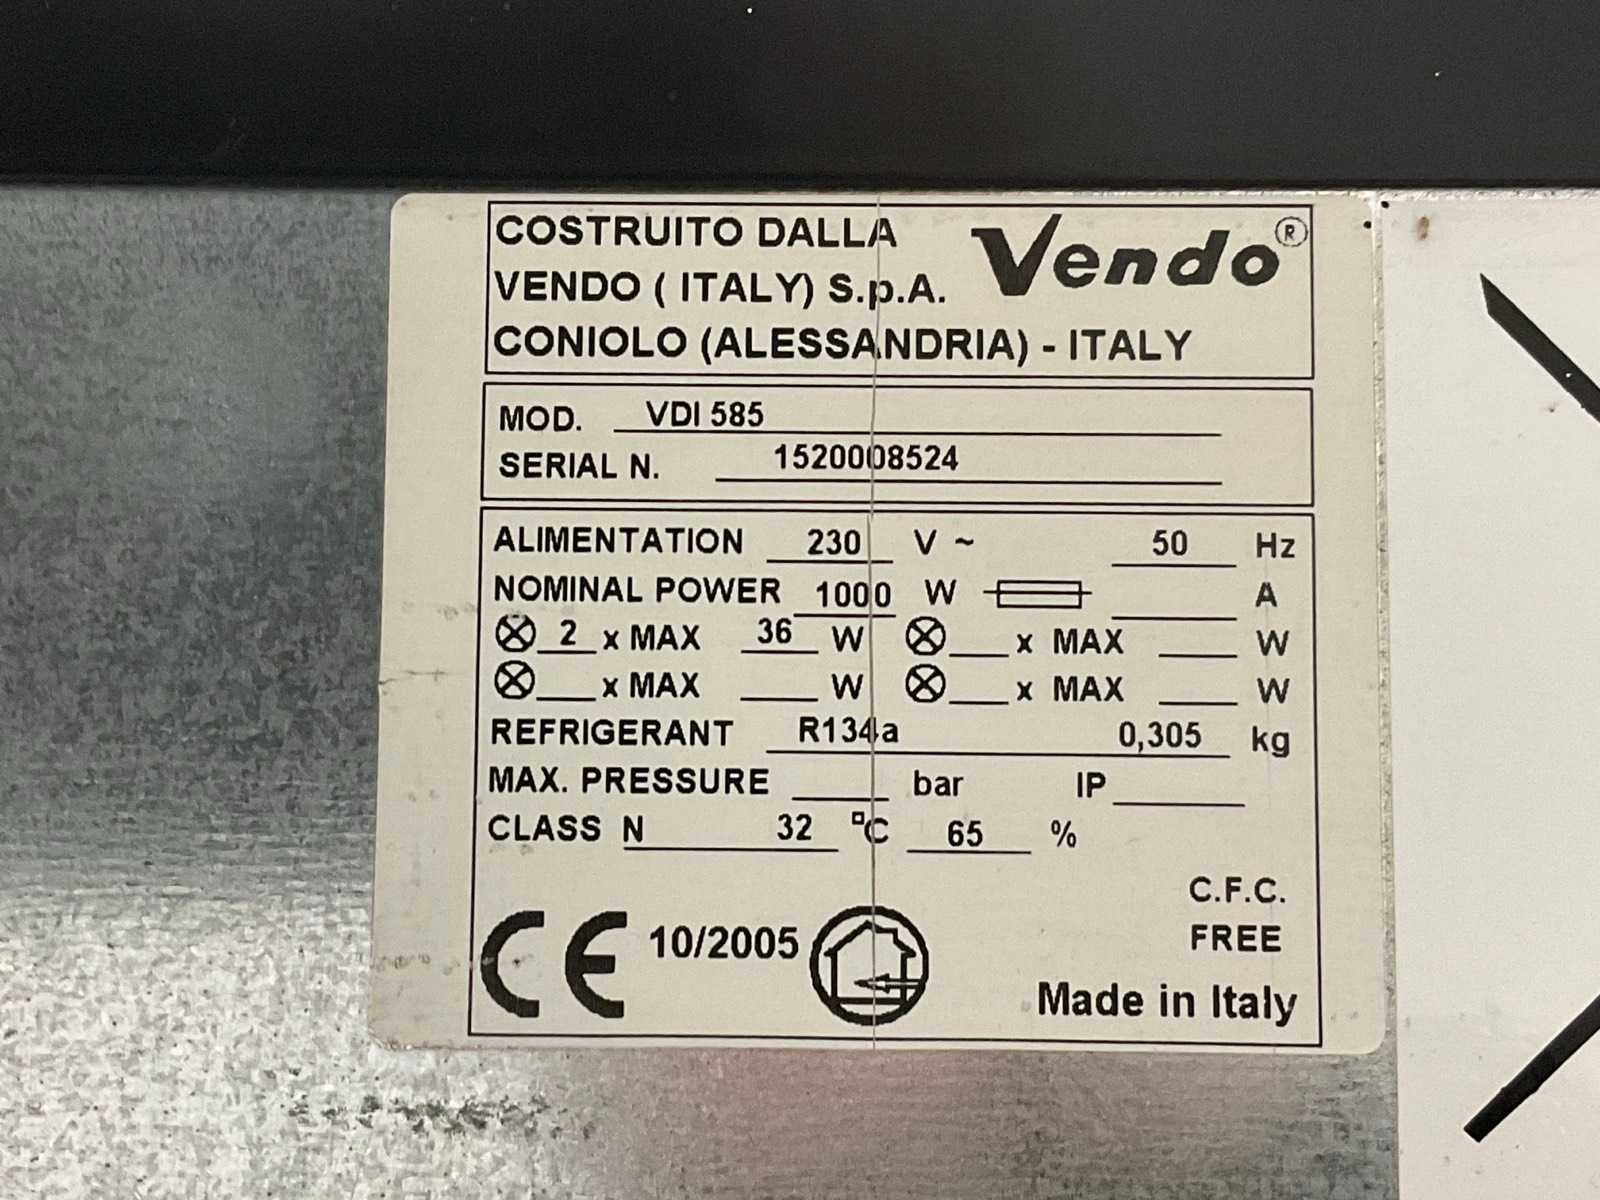 COSTRUITO DALLA
VENDO ( ITALY) S.p.A.
Vendo®
CONIOLO (ALESSANDRIA) - ITALY
MOD. VDI 585
SERIAL N. 1520008524
ALIMENTATION 230 V ~ 50 Hz
NOMINAL POWER 1000 W A
2 x MAX 36 W x MAX W
x MAX W x MAX W
REFRIGERANT R134a 0,305 kg
MAX. PRESSURE bar IP
CLASS N 32 °C 65 %
C.F.C.
FREE
CE 10/2005
Made in Italy